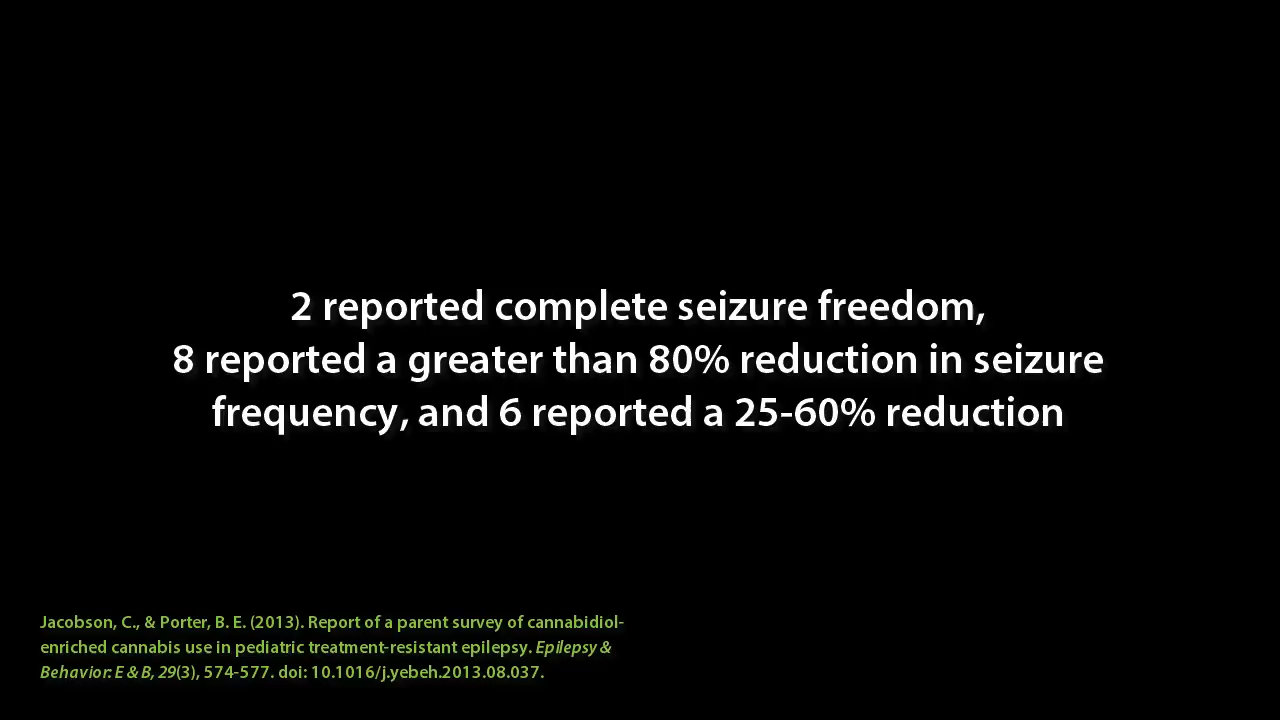 2 reported complete seizure freedom,
8 reported a greater than 80% reduction in seizure
frequency, and 6 reported a 25-60% reduction
Jacobson, C., & Porter, B. E. (2013). Report of a parent survey of cannabidiol-
enriched cannabis use in pediatric treatment-resistant epilepsy. Epilepsy &
Behavior: E & B, 29(3), 574-577. doi: 10.1016/j.yebeh.2013.08.037.